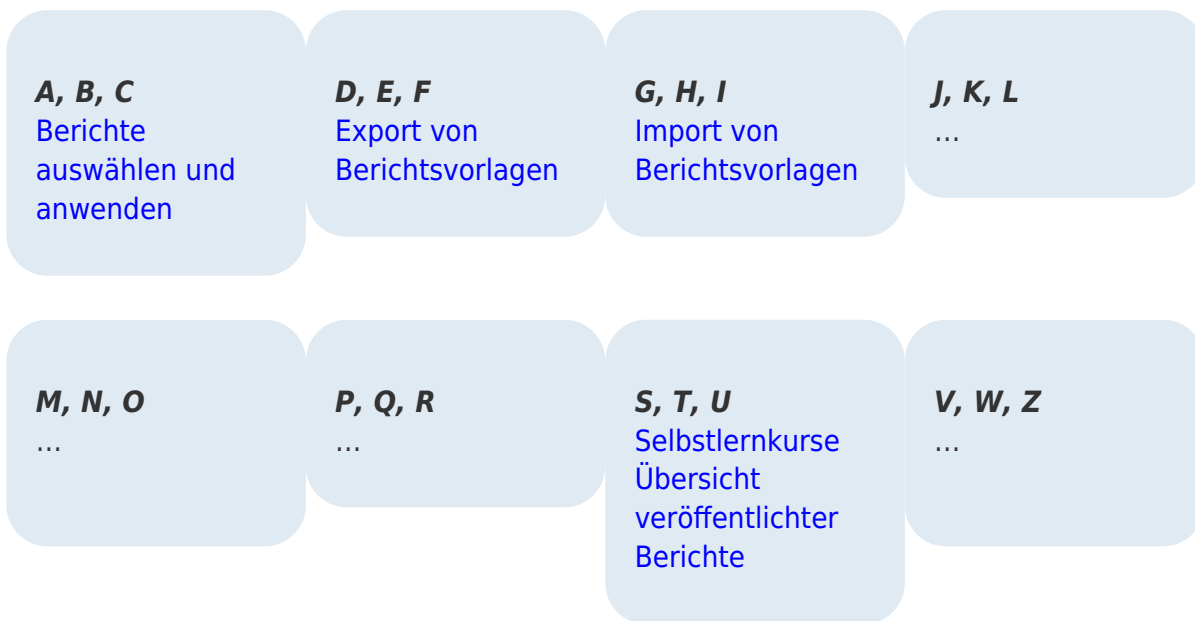 A, B, C
Berichte
auswählen und
anwenden
D, E, F
Export von
Berichtsvorlagen
G, H, I
Import von
Berichtsvorlagen
J, K, L
...
M, N, O
...
P, Q, R
...
S, T, U
Selbstlernkurse
Übersicht
veröffentlichter
Berichte
V, W, Z
...